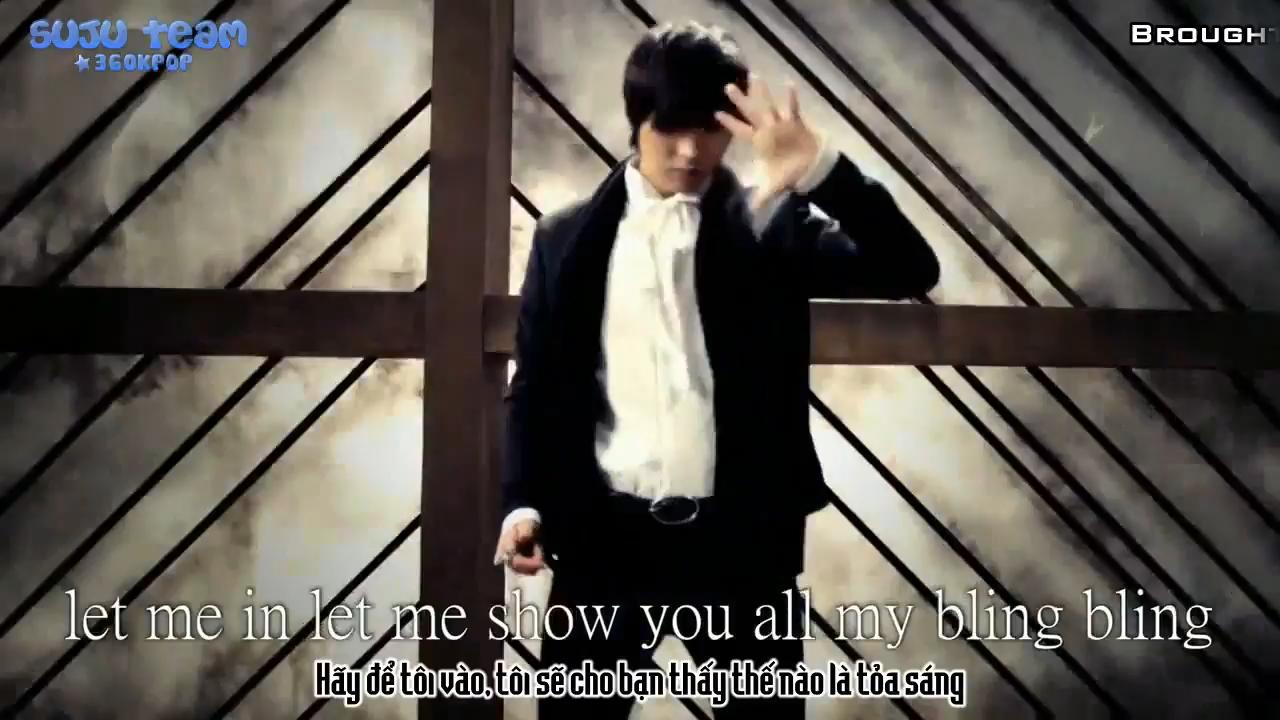 SUJU TEAM
★360KPOP
BROUGHT
let me in let me show you all my bling bling
Hãy để tôi vào, tôi sẽ cho bạn thấy thế nào là tỏa sáng